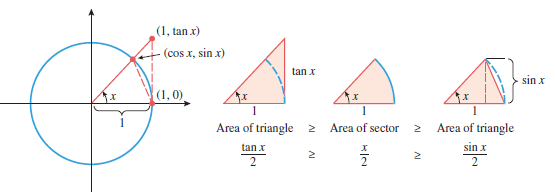 (1, tan x)
(cos x, sin x)
x
(1, 0)
1
tan x
x
1
x
1
x
1
sin x
Area of triangle ≥ Area of sector ≥ Area of triangle
tan x/2 ≥ x/2 ≥ sin x/2